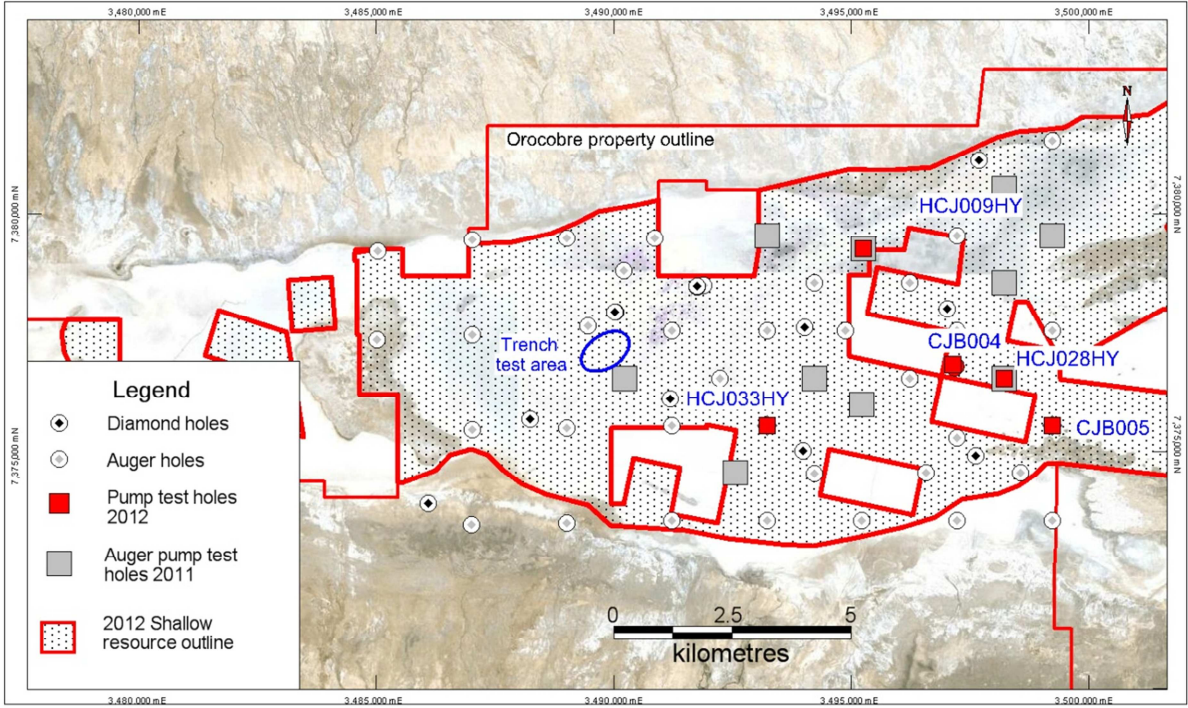 3,480,000 mE
3,485,000 mE
3,490,000 mE
3,495,000 mE
3,500,000 mE
N
Orocobre property outline
7,380,000 mN
7,380,000 mN
HCJ009HY
Trench
test area
CJB004
HCJ028HY
HCJ033HY
CJB005
7,375,000 mN
7,375,000 mN
Legend
Diamond holes
Auger holes
Pump test holes
2012
Auger pump test
holes 2011
2012 Shallow
resource outline
0
2.5
5
kilometres
3,480,000 mE
3,485,000 mE
3,490,000 mE
3,495,000 mE
3,500,000 mE